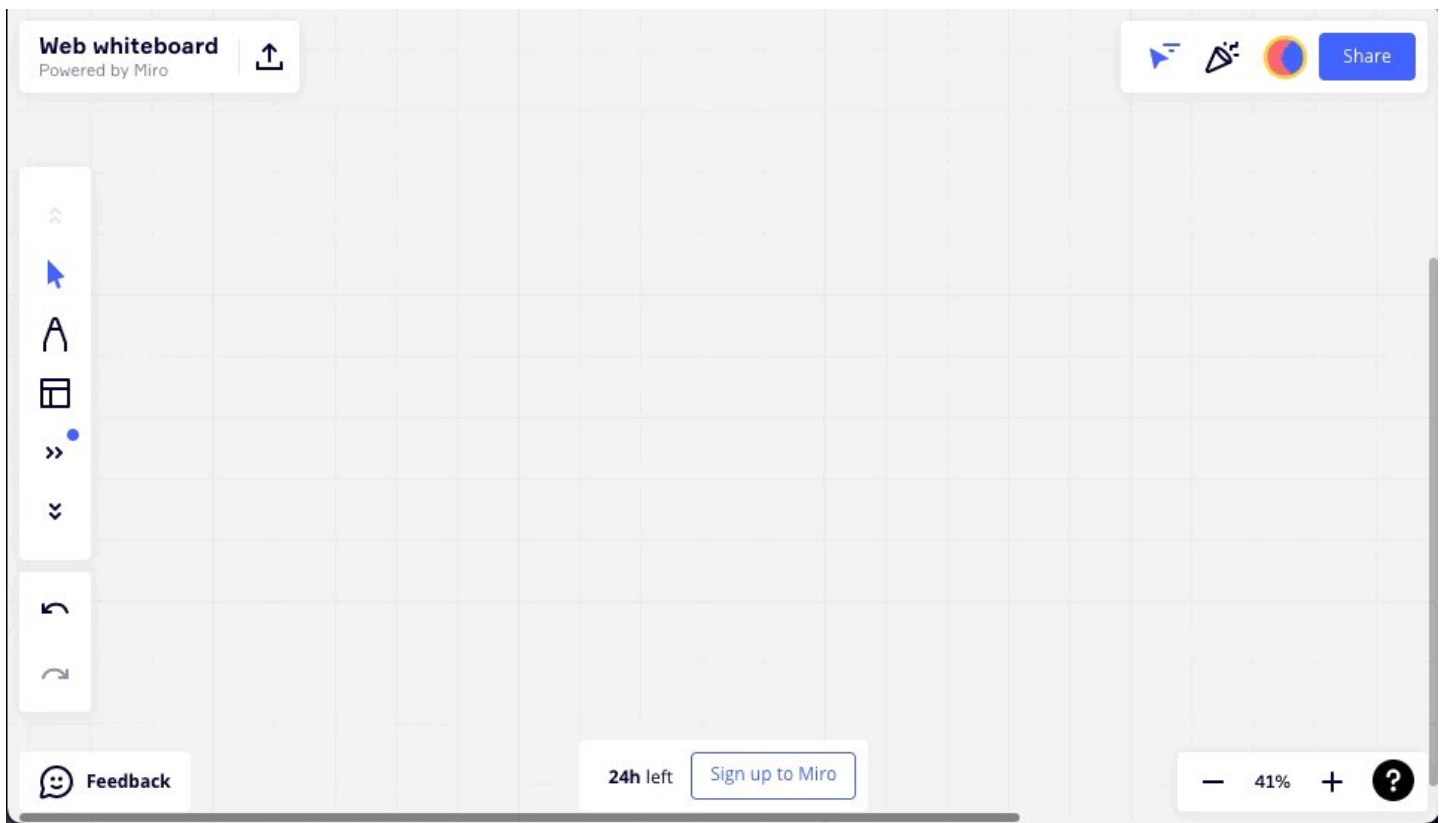 Web whiteboard
Powered by Miro
Share
Feedback
24h left
Sign up to Miro
41%
?